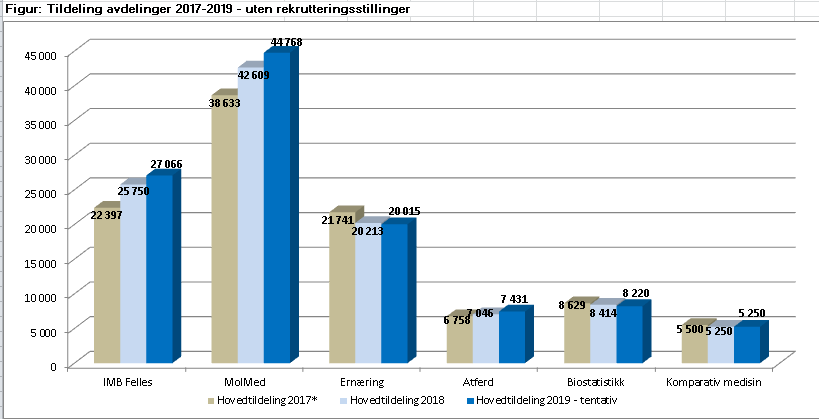 Figur: Tildeling avdelinger 2017-2019 - uten rekrutteringsstillinger
45 000
40 000
35 000
30 000
25 000
20 000
15 000
10 000
5 000
0
22 397
25 750
27 066
38 633
42 609
44 768
21 741
20 213
20 015
6 758
7 046
7 431
8 629
8 414
8 220
5 500
5 250
5 250
IMB Felles
MolMed
Ernæring
Atferd
Biostatistikk
Komparativ medisin
Hovedtildeling 2017*
Hovedtildeling 2018
Hovedtildeling 2019 - tentativ